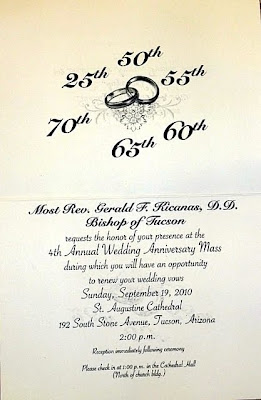 50th
25th 55th
70th 60th
65th
Most Rev. Gerald F. Kicanas, D.D.
Bishop of Tucson
requests the honor of your presence at the
4th Annual Wedding Anniversary Mass
during which you will have an opportunity
to renew your wedding vows
Sunday, September 19, 2010
St. Augustine Cathedral
192 South Stone Avenue, Tucson, Arizona
2:00 p.m.
Reception immediately following ceremony
Please check in at 1:00 p.m. in the Cathedral Hall
(North of church bldg.)